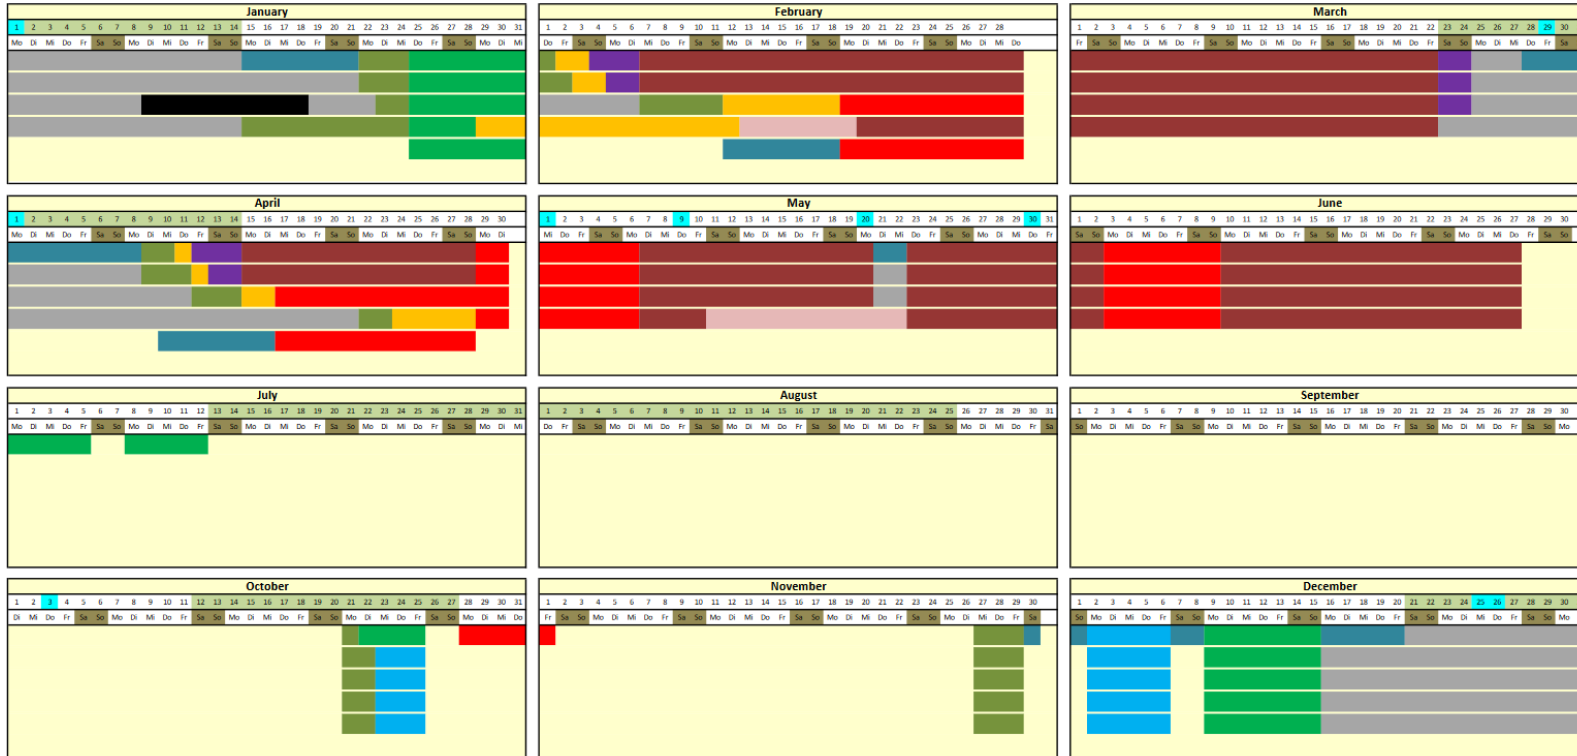 January February March
1 2 3 4 5 6 7 8 9 10 11 12 13 14 15 16 17 18 19 20 21 22 23 24 25 26 27 28 29 30 31 1 2 3 4 5 6 7 8 9 10 11 12 13 14 15 16 17 18 19 20 21 22 23 24 25 26 27 28 1 2 3 4 5 6 7 8 9 10 11 12 13 14 15 16 17 18 19 20 21 22 23 24 25 26 27 28 29 30
Mo Di Mi Do Fr Sa So Mo Di Mi Do Fr Sa So Mo Di Mi Do Fr Sa So Mo Di Mi Do Fr Sa So Mo Di Mi Do Fr Sa So Mo Di Mi Do Fr Sa So Mo Di Mi Do Fr Sa So Mo Di Mi Do Fr Sa So Mo Di Mi Do Fr Sa So Mo Di Mi Do Fr Sa So Mo Di Mi Do Fr Sa So Mo Di Mi Do Fr Sa So Mo Di Mi Do Fr Sa
April May June
1 2 3 4 5 6 7 8 9 10 11 12 13 14 15 16 17 18 19 20 21 22 23 24 25 26 27 28 29 30 1 2 3 4 5 6 7 8 9 10 11 12 13 14 15 16 17 18 19 20 21 22 23 24 25 26 27 28 29 30 31 1 2 3 4 5 6 7 8 9 10 11 12 13 14 15 16 17 18 19 20 21 22 23 24 25 26 27 28 29 30
Mo Di Mi Do Fr Sa So Mo Di Mi Do Fr Sa So Mo Di Mi Do Fr Sa So Mo Di Mi Do Fr Sa So Mo Di Mi Do Fr Sa So Mo Di Mi Do Fr Sa So Mo Di Mi Do Fr Sa So Mo Di Mi Do Fr Sa So Mo Di Mi Do Fr Sa So Mo Di Mi Do Fr Sa So Mo Di Mi Do Fr Sa So Mo Di Mi Do Fr Sa So Mo Di Mi Do Fr Sa So
July August September
1 2 3 4 5 6 7 8 9 10 11 12 13 14 15 16 17 18 19 20 21 22 23 24 25 26 27 28 29 30 31 1 2 3 4 5 6 7 8 9 10 11 12 13 14 15 16 17 18 19 20 21 22 23 24 25 26 27 28 29 30 31 1 2 3 4 5 6 7 8 9 10 11 12 13 14 15 16 17 18 19 20 21 22 23 24 25 26 27 28 29 30
Mo Di Mi Do Fr Sa So Mo Di Mi Do Fr Sa So Mo Di Mi Do Fr Sa So Mo Di Mi Do Fr Sa So Mo Di Mi Do Fr Sa So Mo Di Mi Do Fr Sa So Mo Di Mi Do Fr Sa So Mo Di Mi Do Fr Sa So Mo Di Mi Do Fr Sa So Mo Di Mi Do Fr Sa So Mo Di Mi Do Fr Sa So Mo Di Mi Do Fr Sa So Mo Di Mi Do Fr Sa So Mo
October November December
1 2 3 4 5 6 7 8 9 10 11 12 13 14 15 16 17 18 19 20 21 22 23 24 25 26 27 28 29 30 31 1 2 3 4 5 6 7 8 9 10 11 12 13 14 15 16 17 18 19 20 21 22 23 24 25 26 27 28 29 30 1 2 3 4 5 6 7 8 9 10 11 12 13 14 15 16 17 18 19 20 21 22 23 24 25 26 27 28 29 30
Di Mi Do Fr Sa So Mo Di Mi Do Fr Sa So Mo Di Mi Do Fr Sa So Mo Di Mi Do Fr Sa So Mo Di Mi Do Fr Sa So Mo Di Mi Do Fr Sa So Mo Di Mi Do Fr Sa So Mo Di Mi Do Fr Sa So Mo Di Mi Do Fr Sa So Mo Di Mi Do Fr Sa So Mo Di Mi Do Fr Sa So Mo Di Mi Do Fr Sa So Mo Di Mi Do Fr Sa So Mo